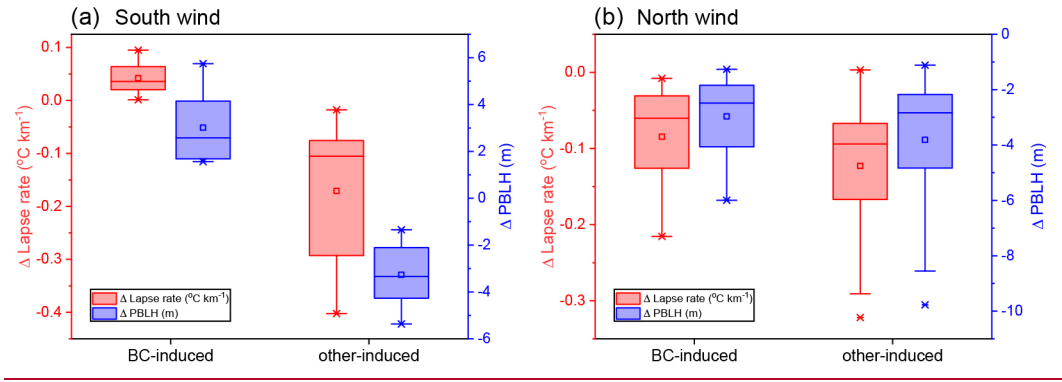 (a) South wind
0.1
0.0
-0.1
-0.2
-0.3
-0.4
Δ Lapse rate (°C km⁻¹)
6
4
2
0
-2
-4
-6
Δ PBLH (m)
Δ Lapse rate (°C km⁻¹)
Δ PBLH (m)
BC-induced other-induced
(b) North wind
0.0
-0.1
-0.2
-0.3
Δ Lapse rate (°C km⁻¹)
0
-2
-4
-6
-8
-10
Δ PBLH (m)
Δ Lapse rate (°C km⁻¹)
Δ PBLH (m)
BC-induced other-induced